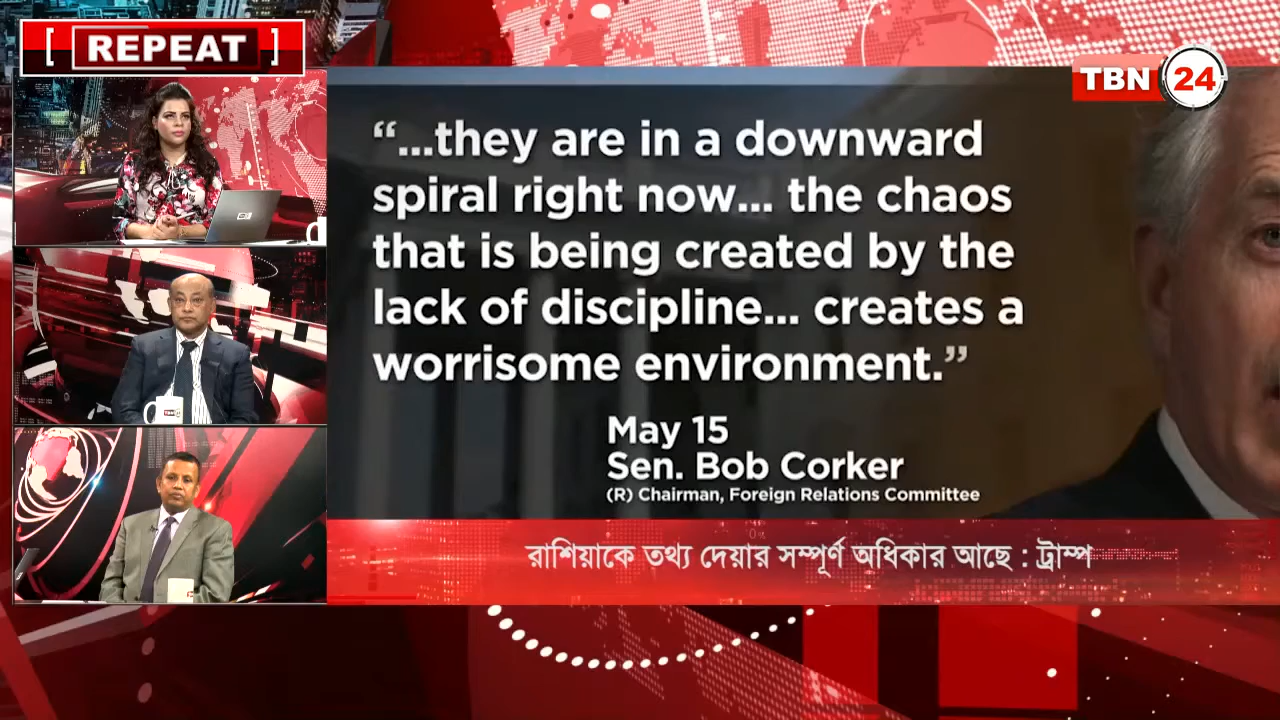 [ REPEAT ]
TBN 24
“...they are in a downward
spiral right now... the chaos
that is being created by the
lack of discipline... creates a
worrisome environment.”
May 15
Sen. Bob Corker
(R) Chairman, Foreign Relations Committee
রাশিয়াকে তথ্য দেয়ার সম্পূর্ণ অধিকার আছে : ট্রাম্প